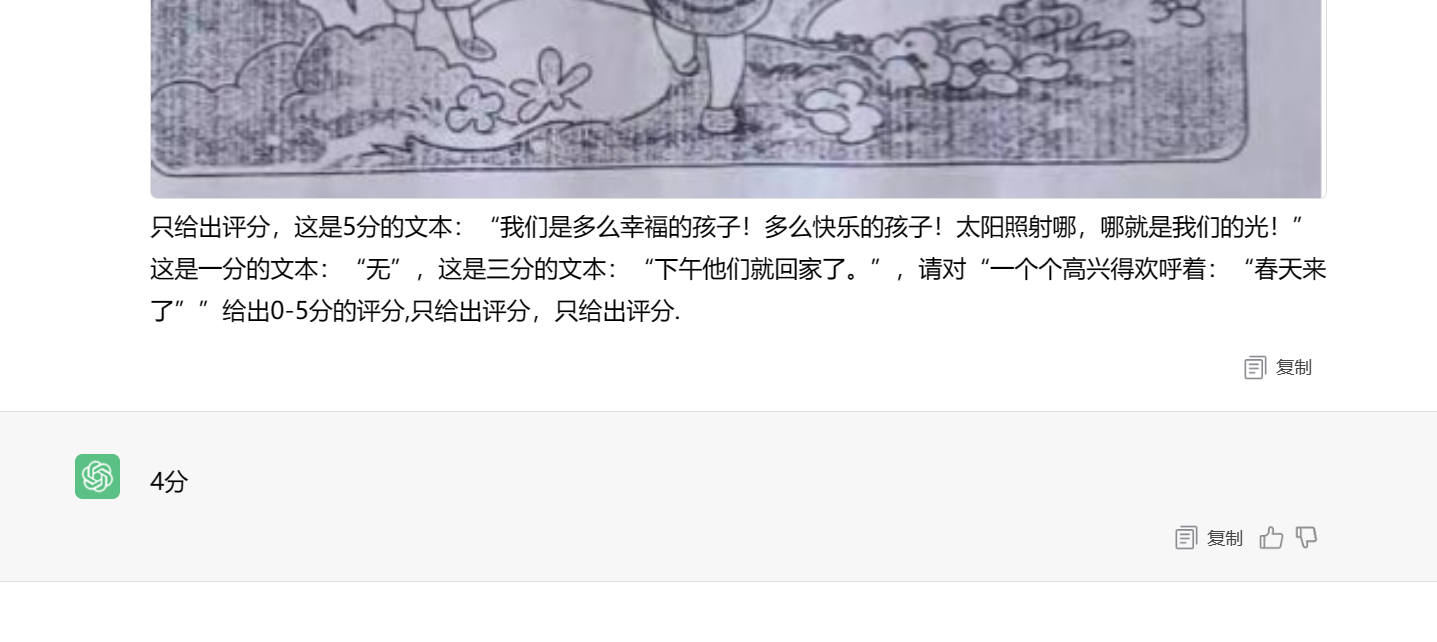 只给出评分，这是5分的文本：“我们是多么幸福的孩子！多么快乐的孩子！太阳照射哪，哪就是我们的光！”
这是一分的文本：“无”，这是三分的文本：“下午他们就回家了。”，请对“一个个高兴得欢呼着：“春天来
了””给出0-5分的评分,只给出评分，只给出评分.
复制
4分
复制